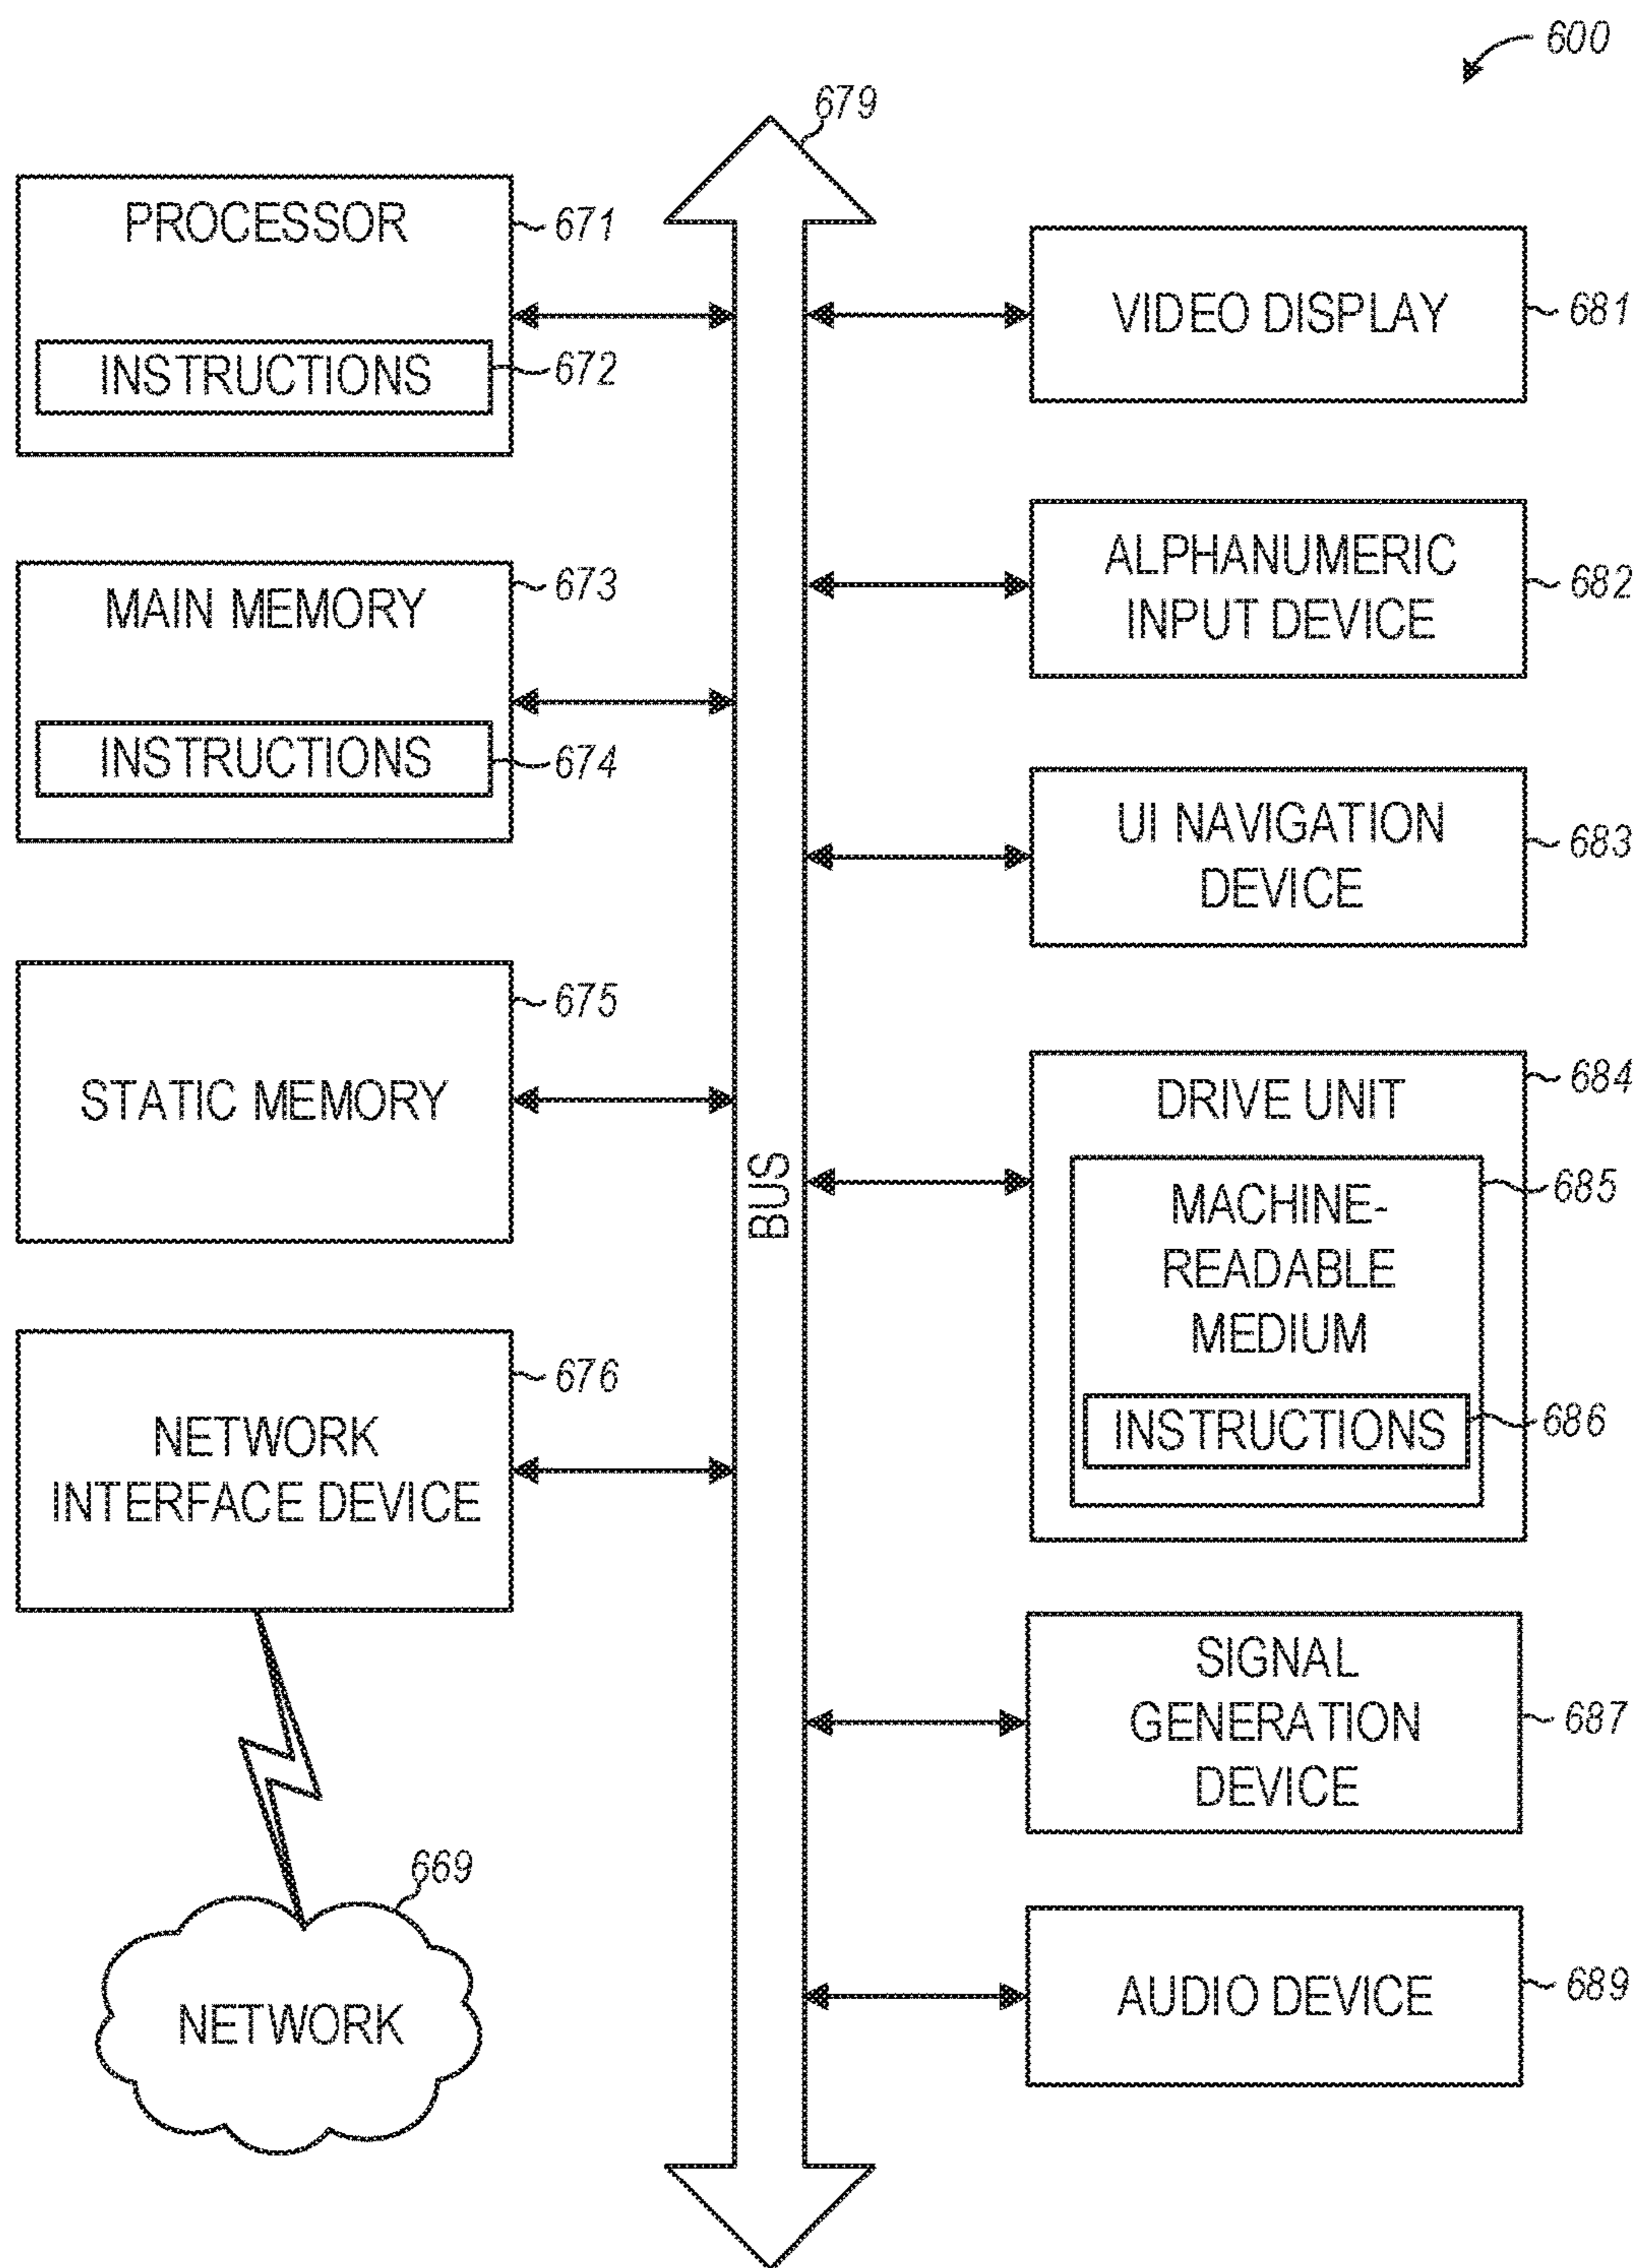 600
679
PROCESSOR
671
INSTRUCTIONS
672
MAIN MEMORY
673
INSTRUCTIONS
674
STATIC MEMORY
675
NETWORK
INTERFACE DEVICE
676
NETWORK
669
BUS
VIDEO DISPLAY
681
ALPHANUMERIC
INPUT DEVICE
682
UI NAVIGATION
DEVICE
683
DRIVE UNIT
684
MACHINE-
READABLE
MEDIUM
685
INSTRUCTIONS
686
SIGNAL
GENERATION
DEVICE
687
AUDIO DEVICE
689